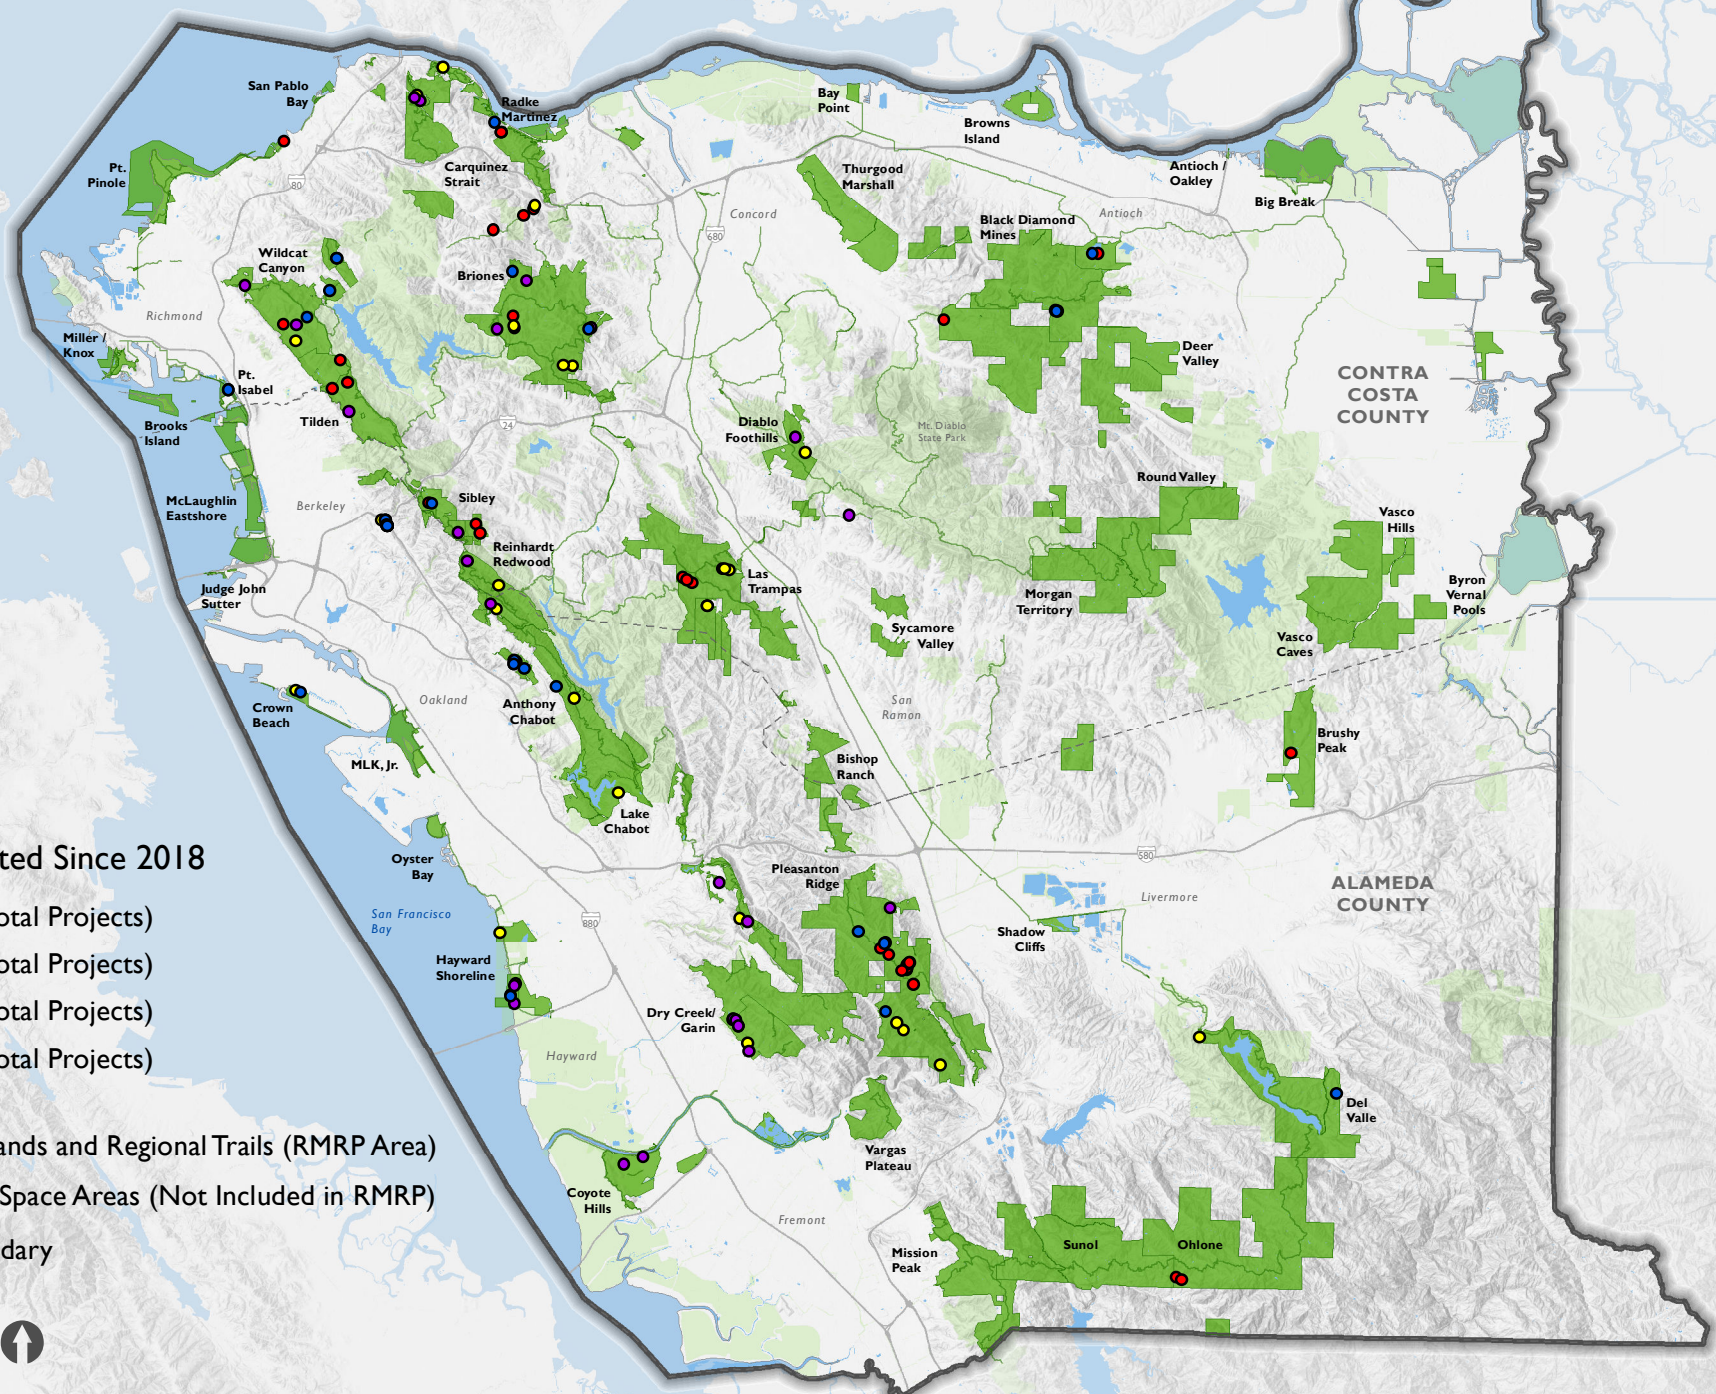 San Pablo
Bay
Radke
Martinez
Bay
Point
Browns
Island
Pt.
Pinole
Carquinez
Strait
Thurgood
Marshall
Antioch /
Oakley
Big Break
80
Concord
680
Black Diamond
Mines
Antioch
Wildcat
Canyon
Briones
Richmond
Miller /
Knox
Deer
Valley
CONTRA
COSTA
COUNTY
Pt.
Isabel
Brooks
Island
Tilden
24
Diablo
Foothills
Mt. Diablo
State Park
Round Valley
McLaughlin
Eastshore
Berkeley
Sibley
Vasco
Hills
Reinhardt
Redwood
Judge John
Sutter
Las
Trampas
Morgan
Territory
Byron
Vernal
Pools
Sycamore
Valley
Vasco
Caves
Crown
Beach
Oakland
Anthony
Chabot
San
Ramon
Brushy
Peak
MLK, Jr.
Bishop
Ranch
Lake
Chabot
ted Since 2018
Oyster
Bay
Pleasanton
Ridge
580
ALAMEDA
COUNTY
Livermore
otal Projects)
San Francisco
Bay
880
Shadow
Cliffs
otal Projects)
Hayward
Shoreline
otal Projects)
Dry Creek/
Garin
otal Projects)
Hayward
Del
Valle
ands and Regional Trails (RMRP Area)
Vargas
Plateau
Space Areas (Not Included in RMRP)
Coyote
Hills
Fremont
dary
Mission
Peak
Sunol
Ohlone